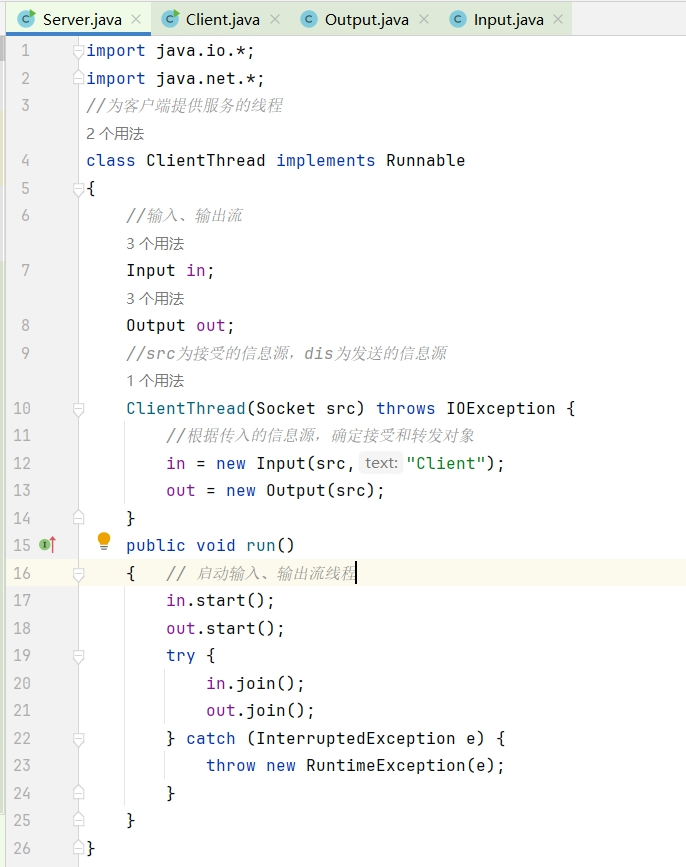 Server.java Client.java Output.java Input.java
1 import java.io.*;
2 import java.net.*;
3 //为客户端提供服务的线程
2 个用法
4 class ClientThread implements Runnable
5 {
6 //输入、输出流
3 个用法
7 Input in;
3 个用法
8 Output out;
9 //src为接受的信息源，dis为发送的信息源
1 个用法
10 ClientThread(Socket src) throws IOException {
11 //根据传入的信息源，确定接受和转发对象
12 in = new Input(src, text: "Client");
13 out = new Output(src);
14 }
15 public void run()
16 { // 启动输入、输出流线程
17 in.start();
18 out.start();
19 try {
20 in.join();
21 out.join();
22 } catch (InterruptedException e) {
23 throw new RuntimeException(e);
24 }
25 }
26 }